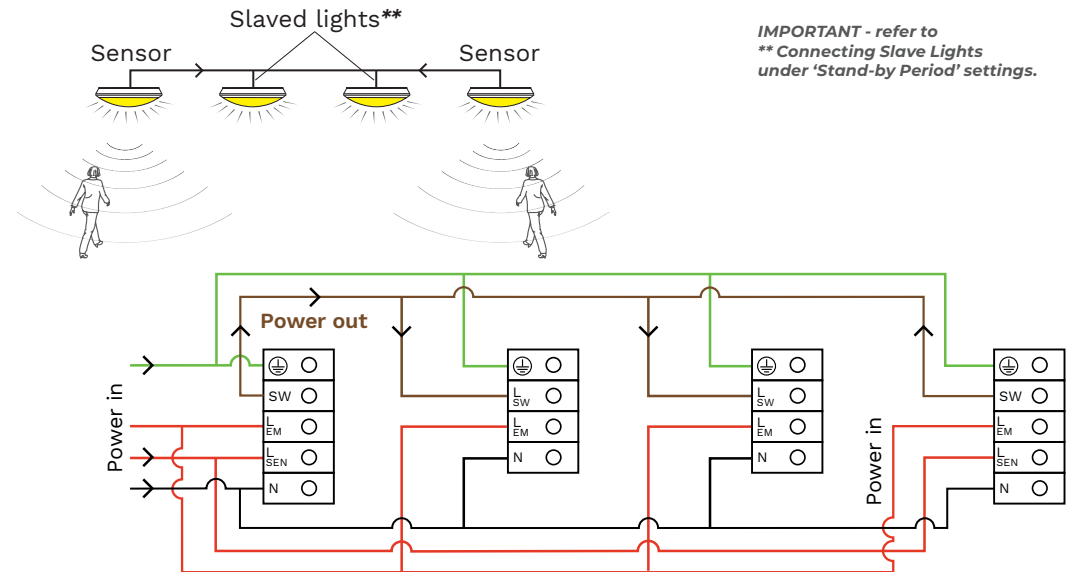 Slaved lights**
Sensor
Sensor
IMPORTANT - refer to
** Connecting Slave Lights
under ‘Stand-by Period’ settings.
Power out
Power in
SW
L EM
L SEN
N
L SW
L EM
N
L SW
L EM
N
Power in
SW
L EM
L SEN
N